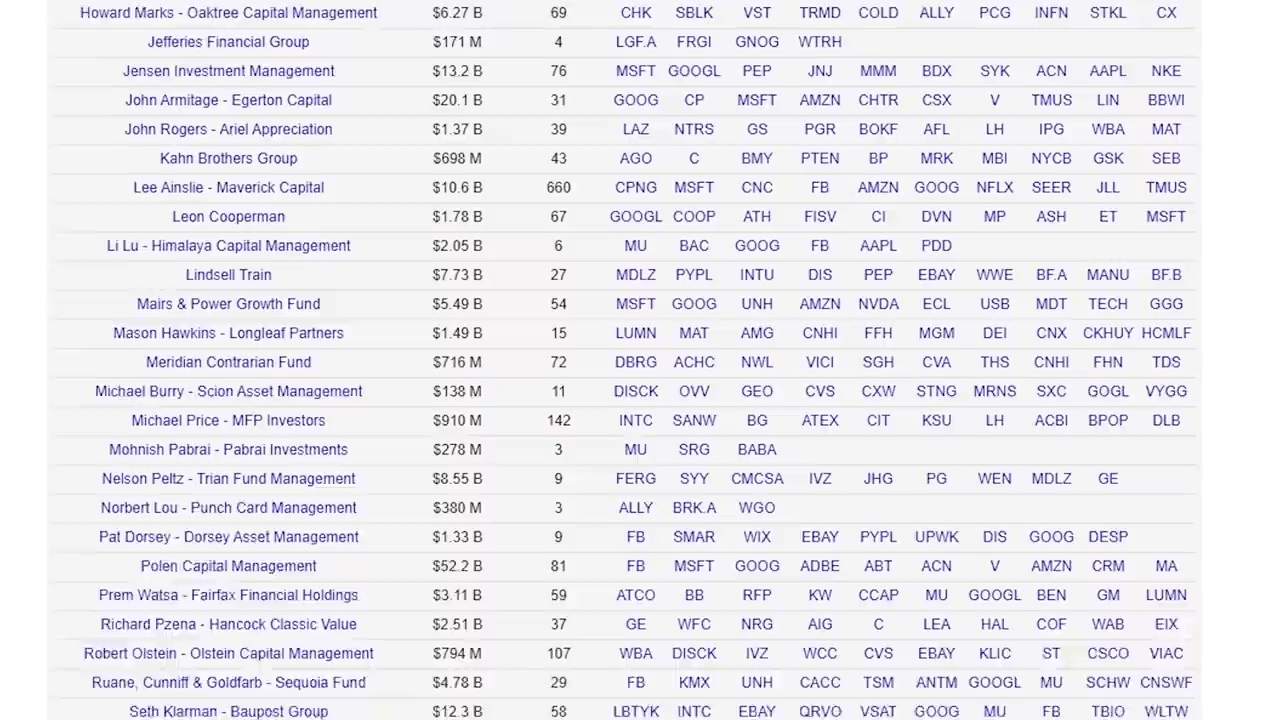 Howard Marks - Oaktree Capital Management $6.27 B 69 CHK SBLK VST TRMD COLD ALLY PCG INFN STKL CX
Jefferies Financial Group $171 M 4 LGF.A FRGI GNOG WTRH
Jensen Investment Management $13.2 B 76 MSFT GOOGL PEP JNJ MMM BDX SYK ACN AAPL NKE
John Armitage - Egerton Capital $20.1 B 31 GOOG CP MSFT AMZN CHTR CSX V TMUS LIN BBWI
John Rogers - Ariel Appreciation $1.37 B 39 LAZ NTRS GS PGR BOKF AFL LH IPG WBA MAT
Kahn Brothers Group $698 M 43 AGO C BMY PTEN BP MRK MBI NYCB GSK SEB
Lee Ainslie - Maverick Capital $10.6 B 660 CPNG MSFT CNC FB AMZN GOOG NFLX SEER JLL TMUS
Leon Cooperman $1.78 B 67 GOOGL COOP ATH FISV CI DVN MP ASH ET MSFT
Li Lu - Himalaya Capital Management $2.05 B 6 MU BAC GOOG FB AAPL PDD
Lindsell Train $7.73 B 27 MDLZ PYPL INTU DIS PEP EBAY WWE BF.A MANU BF.B
Mairs & Power Growth Fund $5.49 B 54 MSFT GOOG UNH AMZN NVDA ECL USB MDT TECH GGG
Mason Hawkins - Longleaf Partners $1.49 B 15 LUMN MAT AMG CNHI FFH MGM DEI CNX CKHUY HCMLF
Meridian Contrarian Fund $716 M 72 DBRG ACHC NWL VICI SGH CVA THS CNHI FHN TDS
Michael Burry - Scion Asset Management $138 M 11 DISCK OVV GEO CVS CXW STNG MRNS SXC GOGL VYGG
Michael Price - MFP Investors $910 M 142 INTC SANW BG ATEX CIT KSU LH ACBI BPOP DLB
Mohnish Pabrai - Pabrai Investments $278 M 3 MU SRG BABA
Nelson Peltz - Trian Fund Management $8.55 B 9 FERG SYY CMCSA IVZ JHG PG WEN MDLZ GE
Norbert Lou - Punch Card Management $380 M 3 ALLY BRK.A WGO
Pat Dorsey - Dorsey Asset Management $1.33 B 9 FB SMAR WIX EBAY PYPL UPWK DIS GOOG DESP
Polen Capital Management $52.2 B 81 FB MSFT GOOG ADBE ABT ACN V AMZN CRM MA
Prem Watsa - Fairfax Financial Holdings $3.11 B 59 ATCO BB RFP KW CCAP MU GOOGL BEN GM LUMN
Richard Pzena - Hancock Classic Value $2.51 B 37 GE WFC NRG AIG C LEA HAL COF WAB EIX
Robert Olstein - Olstein Capital Management $794 M 107 WBA DISCK IVZ WCC CVS EBAY KLIC ST CSCO VIAC
Ruane, Cunniff & Goldfarb - Sequoia Fund $4.78 B 29 FB KMX UNH CACC TSM ANTM GOOGL MU SCHW CNSWF
Seth Klarman - Baupost Group $12.3 B 58 LBTYK INTC EBAY QRVO VSAT GOOG MU FB TBIO WLTW